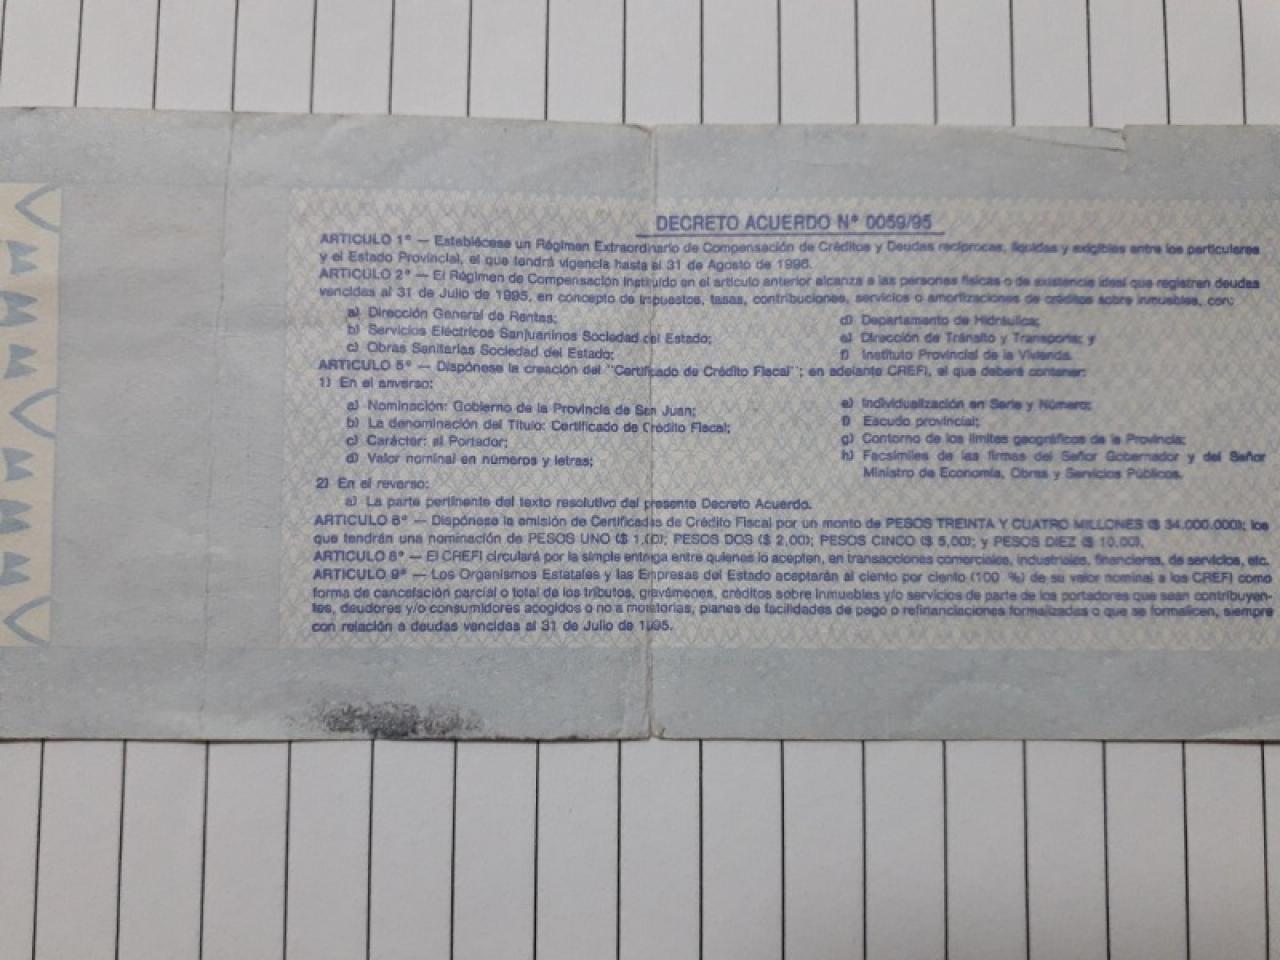 DECRETO ACUERDO Nº 0059/95
ARTICULO 1º — Establécese un Régimen Extraordinario de Compensación de Créditos y Deudas recíprocas, líquidas y exigibles entre los particulares
y el Estado Provincial, el que tendrá vigencia hasta el 31 de Agosto de 1996.
ARTICULO 2º — El Régimen de Compensación Instituído en el artículo anterior alcanza a las personas físicas o de existencia ideal que registren deudas
vencidas al 31 de Julio de 1995, en concepto de impuestos, tasas, contribuciones, servicios o amortizaciones de créditos sobre inmuebles, con:
a) Dirección General de Rentas;
b) Servicios Eléctricos Sanjuaninos Sociedad del Estado;
c) Obras Sanitarias Sociedad del Estado;
d) Departamento de Hidráulica;
e) Dirección de Tránsito y Transporte; y
f) Instituto Provincial de la Vivienda.
ARTICULO 5º — Dispónese la creación del "Certificado de Crédito Fiscal"; en adelante CREFI, el que deberá contener:
1) En el anverso:
a) Nominación: Gobierno de la Provincia de San Juan;
b) La denominación del Título: Certificado de Crédito Fiscal;
c) Carácter: al Portador;
d) Valor nominal en números y letras;
e) Individualización en Serie y Número;
f) Escudo provincial;
g) Contorno de los límites geográficos de la Provincia;
h) Facsímiles de las firmas del Señor Gobernador y del Señor
Ministro de Economía, Obras y Servicios Públicos.
2) En el reverso:
a) La parte pertinente del texto resolutivo del presente Decreto Acuerdo.
ARTICULO 6º — Dispónese la emisión de Certificados de Crédito Fiscal por un monto de PESOS TREINTA Y CUATRO MILLONES ($ 34.000.000); los
que tendrán una nominación de PESOS UNO ($ 1,00); PESOS DOS ($ 2,00); PESOS CINCO ($ 5,00); y PESOS DIEZ ($ 10.00).
ARTICULO 8º — El CREFI circulará por la simple entrega entre quienes lo acepten, en transacciones comerciales, industriales, financieras, de servicios, etc.
ARTICULO 9º — Los Organismos Estatales y las Empresas del Estado aceptarán al ciento por ciento (100 %) de su valor nominal a los CREFI como
forma de cancelación parcial o total de los tributos, gravámenes, créditos sobre inmuebles y/o servicios de parte de los portadores que sean contribuyen-
tes, deudores y/o consumidores acogidos o no a moratorias, planes de facilidades de pago o refinanciaciones formalizadas o que se formalicen, siempre
con relación a deudas vencidas al 31 de Julio de 1995.